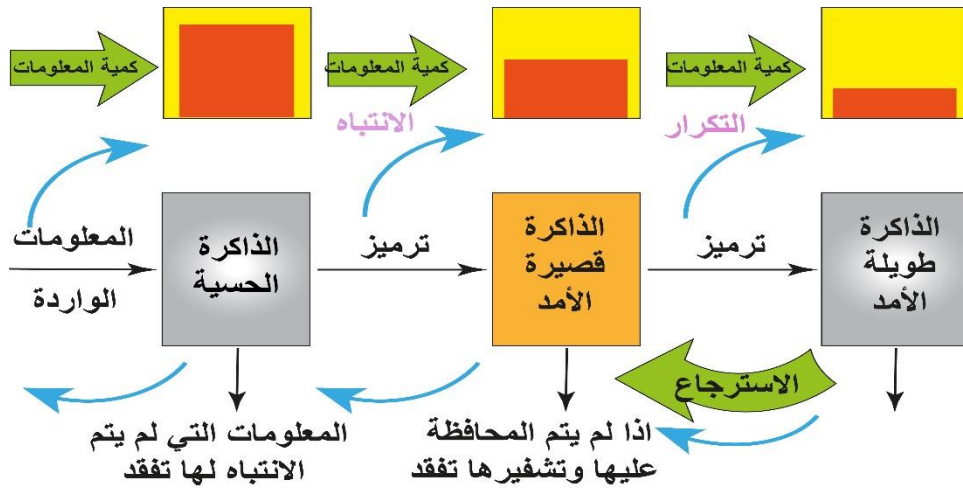 كمية المعلومات
كمية المعلومات
كمية المعلومات
الانتباه
التكرار
المعلومات
الواردة
الذاكرة
الحسية
ترميز
الذاكرة
قصيرة
الأمد
ترميز
الذاكرة
طويلة
الأمد
الاسترجاع
المعلومات التي لم يتم
الانتباه لها تفقد
اذا لم يتم المحافظة
عليها وتشفيرها تفقد